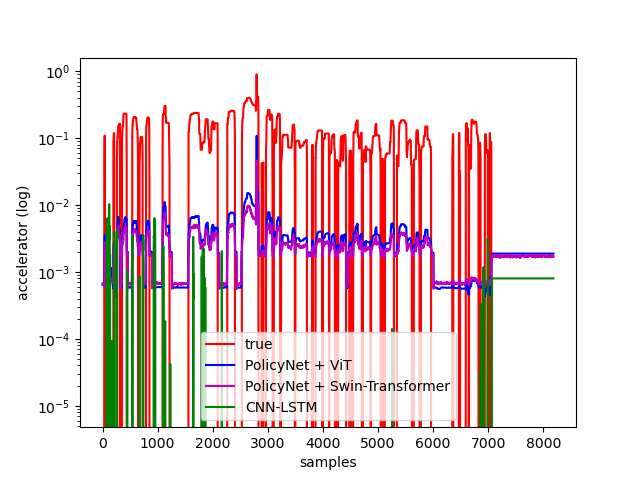 10⁰
10⁻¹
10⁻²
10⁻³
10⁻⁴
10⁻⁵
accelerator (log)
true
PolicyNet + ViT
PolicyNet + Swin-Transformer
CNN-LSTM
0 1000 2000 3000 4000 5000 6000 7000 8000
samples